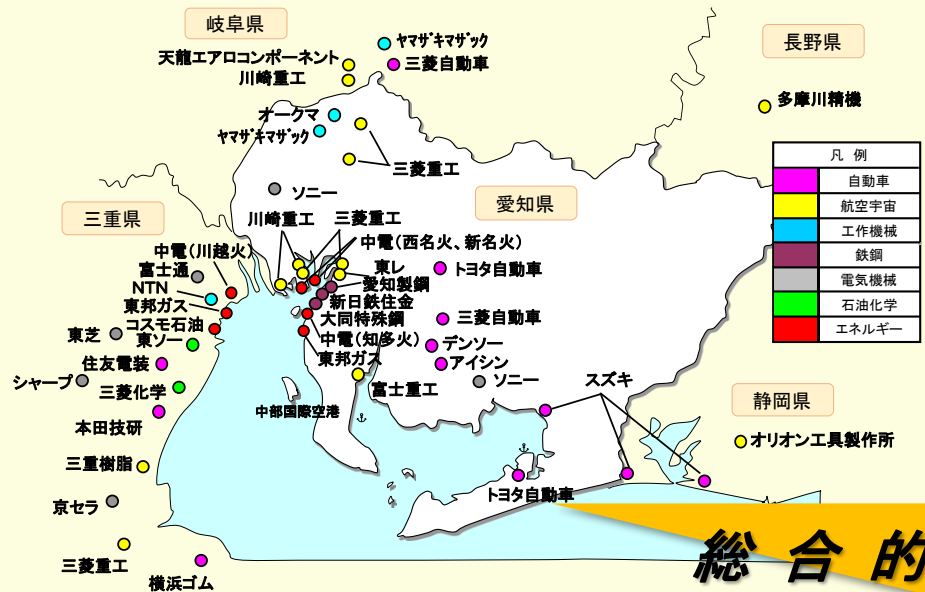 岐阜県
長野県
ヤマザキマザック
天龍エアロコンポーネント
三菱自動車
川崎重工
多摩川精機
オークマ
ヤマザキマザック
三菱重工
凡 例
自動車
航空宇宙
工作機械
鉄鋼
電気機械
石油化学
エネルギー
ソニー
愛知県
三重県
川崎重工
三菱重工
中電(川越火)
中電(西名火、新名火)
富士通
東レ
トヨタ自動車
NTN
愛知製鋼
東邦ガス
新日鉄住金
コスモ石油
大同特殊鋼
三菱自動車
東芝
東ソー
中電(知多火)
デンソー
住友電装
東邦ガス
アイシン
シャープ
ソニー
スズキ
三菱化学
富士重工
静岡県
中部国際空港
本田技研
オリオン工具製作所
三重樹脂
トヨタ自動車
京セラ
総合的
三菱重工
横浜ゴム